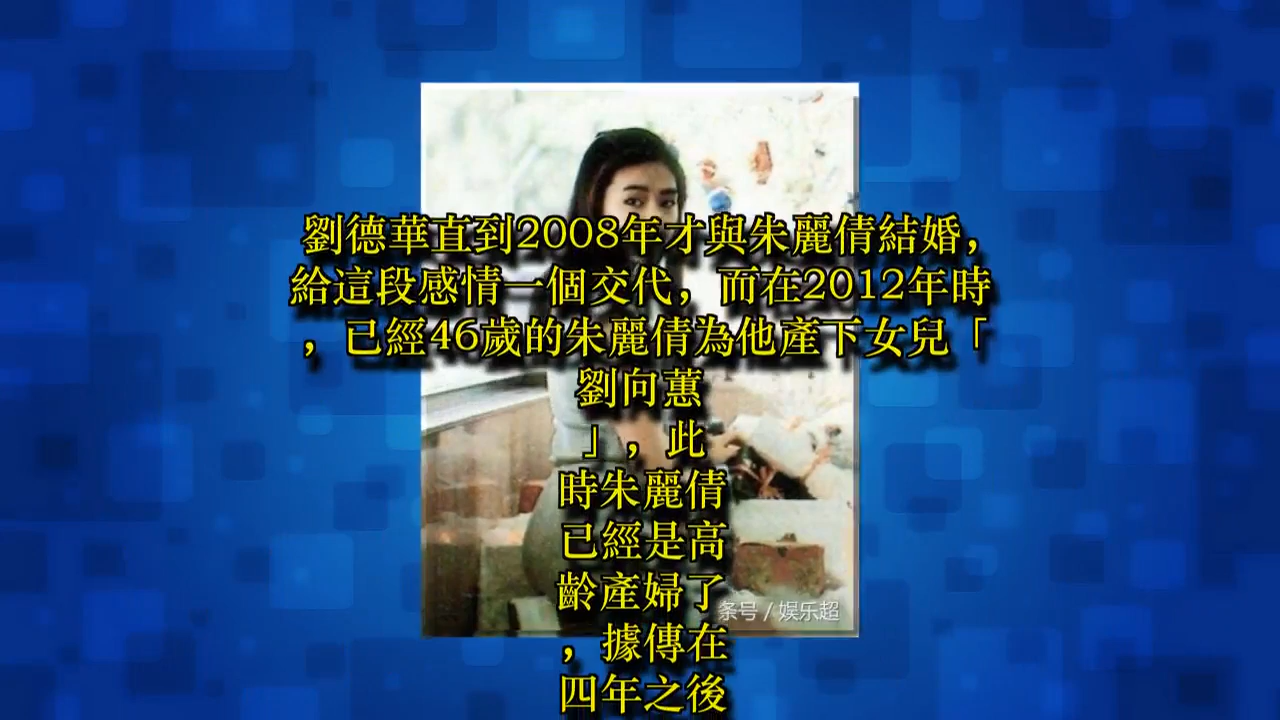 劉德華直到2008年才與朱麗倩結婚，
給這段感情一個交代，而在2012年時
，已經46歲的朱麗倩為他產下女兒「
劉向蕙
」，此
時朱麗倩
已經是高
齡產婦了
，據傳在
四年之後
条号 / 娱乐超